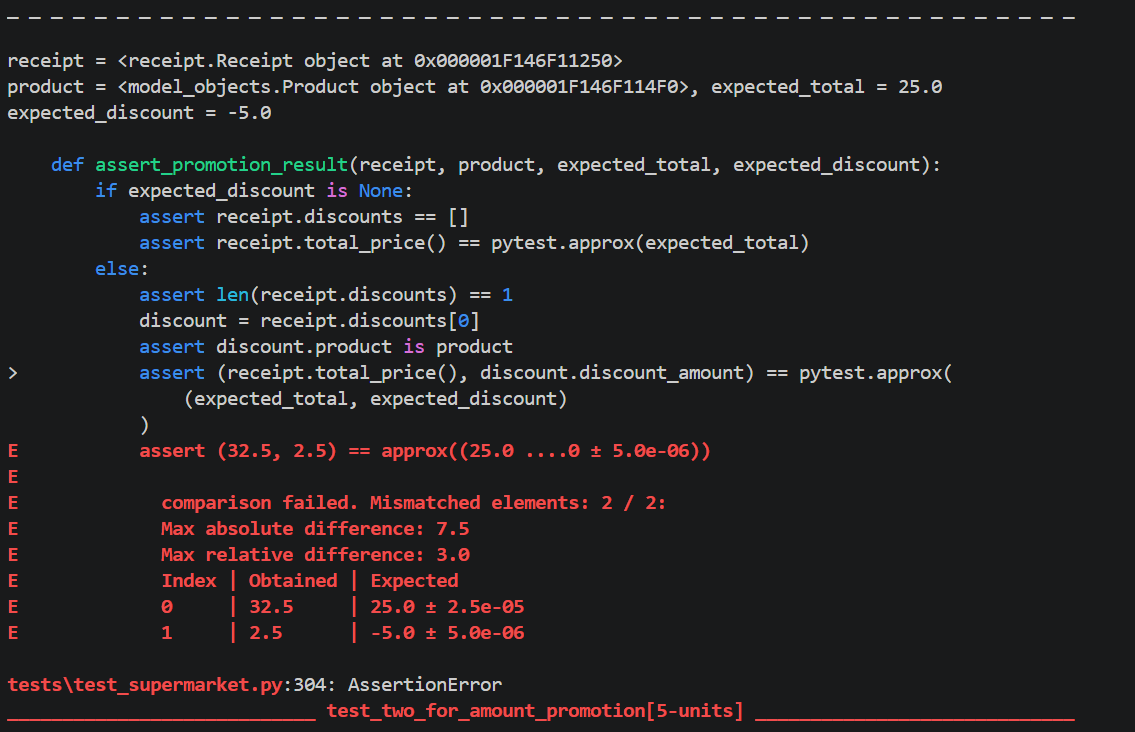 _ _ _ _ _ _ _ _ _ _ _ _ _ _ _ _ _ _ _ _ _ _ _ _ _ _ _ _ _ _ _ _ _ _ _ _ _ _ _ _ _ _ _ _ _ _ _ _ _
receipt = <receipt.Receipt object at 0x000001F146F11250>
product = <model_objects.Product object at 0x000001F146F114F0>, expected_total = 25.0
expected_discount = -5.0
    def assert_promotion_result(receipt, product, expected_total, expected_discount):
        if expected_discount is None:
            assert receipt.discounts == []
            assert receipt.total_price() == pytest.approx(expected_total)
        else:
            assert len(receipt.discounts) == 1
            discount = receipt.discounts[0]
            assert discount.product is product
>           assert (receipt.total_price(), discount.discount_amount) == pytest.approx(
                (expected_total, expected_discount)
            )
E           assert (32.5, 2.5) == approx((25.0 ....0 ± 5.0e-06))
E
E             comparison failed. Mismatched elements: 2 / 2:
E             Max absolute difference: 7.5
E             Max relative difference: 3.0
E             Index | Obtained | Expected
E             0     | 32.5     | 25.0 ± 2.5e-05
E             1     | 2.5      | -5.0 ± 5.0e-06
tests\test_supermarket.py:304: AssertionError
____________________________ test_two_for_amount_promotion[5-units] _____________________________